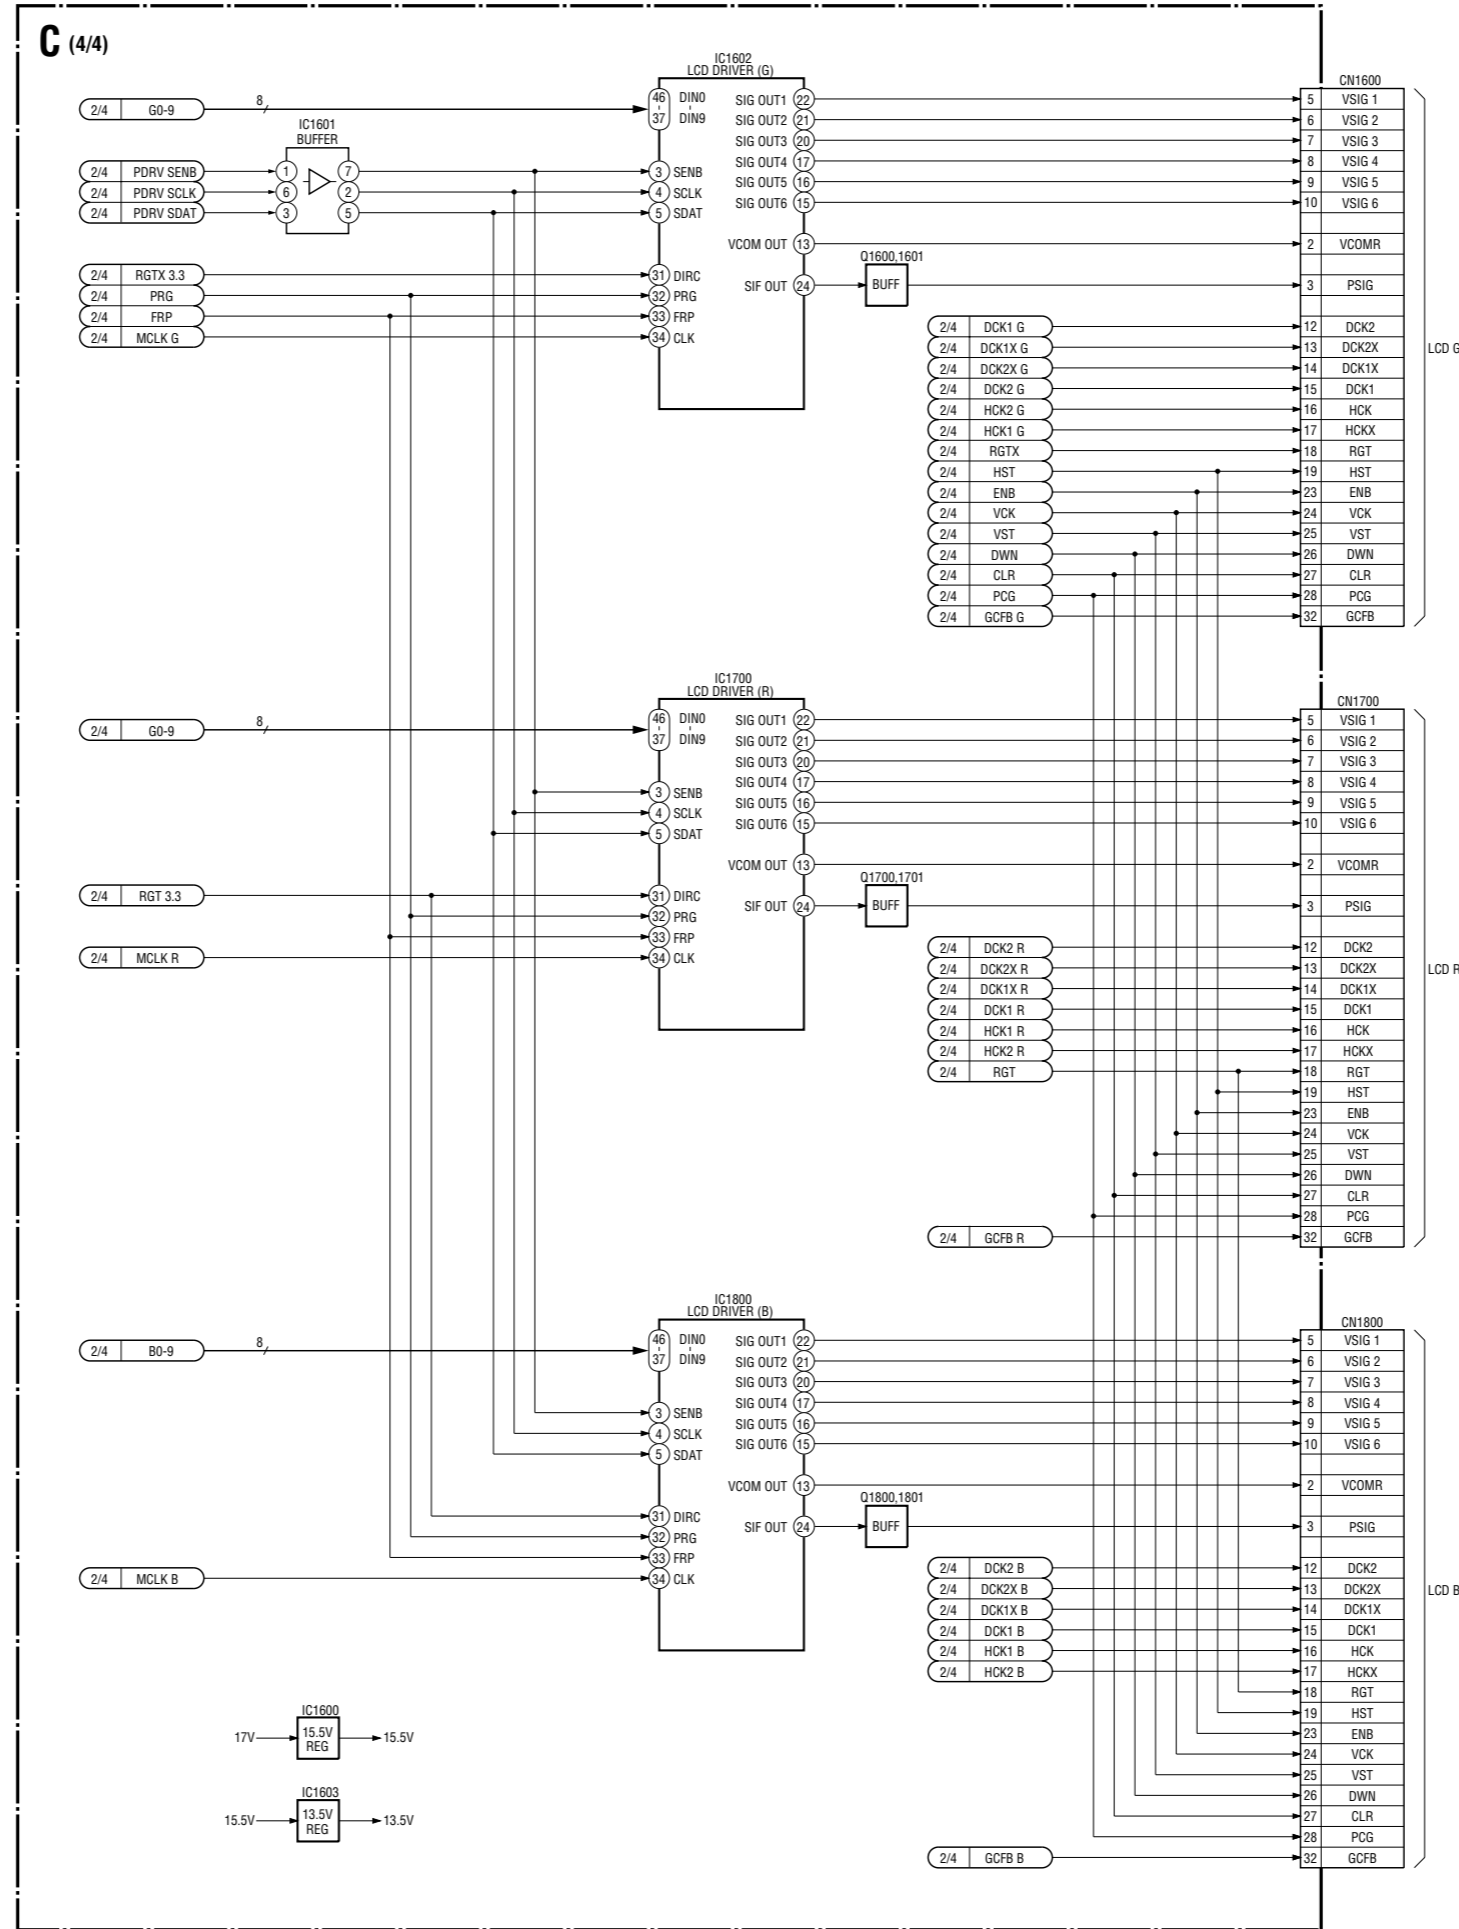 C (4/4)
IC1602
LCD DRIVER (G)
CN1600
2/4 G0-9
8
46 DIN0 SIG OUT1 22
5 VSIG 1
37 DIN9 SIG OUT2 21
6 VSIG 2
IC1601
BUFFER
SIG OUT3 20
7 VSIG 3
2/4 PDRV SENB
1 7
3 SENB
SIG OUT4 17
8 VSIG 4
2/4 PDRV SCLK
6 2
4 SCLK
SIG OUT5 16
9 VSIG 5
2/4 PDRV SDAT
3 5
5 SDAT
SIG OUT6 15
10 VSIG 6
VCOM OUT 13
2 VCOMR
Q1600,1601
2/4 RGTX 3.3
31 DIRC
SIF OUT 24
BUFF
3 PSIG
2/4 PRG
32 PRG
2/4 FRP
33 FRP
2/4 MCLK G
34 CLK
2/4 DCK1 G
12 DCK2
2/4 DCK1X G
13 DCK2X
LCD G
2/4 DCK2X G
14 DCK1X
2/4 DCK2 G
15 DCK1
2/4 HCK2 G
16 HCK
2/4 HCK1 G
17 HCKX
2/4 RGTX
18 RGT
2/4 HST
19 HST
2/4 ENB
23 ENB
2/4 VCK
24 VCK
2/4 VST
25 VST
2/4 DWN
26 DWN
2/4 CLR
27 CLR
2/4 PCG
28 PCG
2/4 GCFB G
32 GCFB
IC1700
LCD DRIVER (R)
CN1700
2/4 G0-9
8
46 DIN0 SIG OUT1 22
5 VSIG 1
37 DIN9 SIG OUT2 21
6 VSIG 2
SIG OUT3 20
7 VSIG 3
3 SENB
SIG OUT4 17
8 VSIG 4
4 SCLK
SIG OUT5 16
9 VSIG 5
5 SDAT
SIG OUT6 15
10 VSIG 6
VCOM OUT 13
2 VCOMR
Q1700,1701
2/4 RGT 3.3
31 DIRC
SIF OUT 24
BUFF
3 PSIG
32 PRG
33 FRP
2/4 MCLK R
34 CLK
2/4 DCK2 R
12 DCK2
2/4 DCK2X R
13 DCK2X
LCD R
2/4 DCK1X R
14 DCK1X
2/4 DCK1 R
15 DCK1
2/4 HCK1 R
16 HCK
2/4 HCK2 R
17 HCKX
2/4 RGT
18 RGT
19 HST
23 ENB
24 VCK
25 VST
26 DWN
27 CLR
28 PCG
2/4 GCFB R
32 GCFB
IC1800
LCD DRIVER (B)
CN1800
2/4 B0-9
8
46 DIN0 SIG OUT1 22
5 VSIG 1
37 DIN9 SIG OUT2 21
6 VSIG 2
SIG OUT3 20
7 VSIG 3
3 SENB
SIG OUT4 17
8 VSIG 4
4 SCLK
SIG OUT5 16
9 VSIG 5
5 SDAT
SIG OUT6 15
10 VSIG 6
VCOM OUT 13
2 VCOMR
Q1800,1801
31 DIRC
SIF OUT 24
BUFF
3 PSIG
32 PRG
33 FRP
2/4 MCLK B
34 CLK
2/4 DCK2 B
12 DCK2
2/4 DCK2X B
13 DCK2X
LCD B
2/4 DCK1X B
14 DCK1X
2/4 DCK1 B
15 DCK1
2/4 HCK1 B
16 HCK
2/4 HCK2 B
17 HCKX
18 RGT
19 HST
23 ENB
24 VCK
25 VST
26 DWN
27 CLR
28 PCG
2/4 GCFB B
32 GCFB
IC1600
17V 15.5V REG 15.5V
IC1603
15.5V 13.5V REG 13.5V